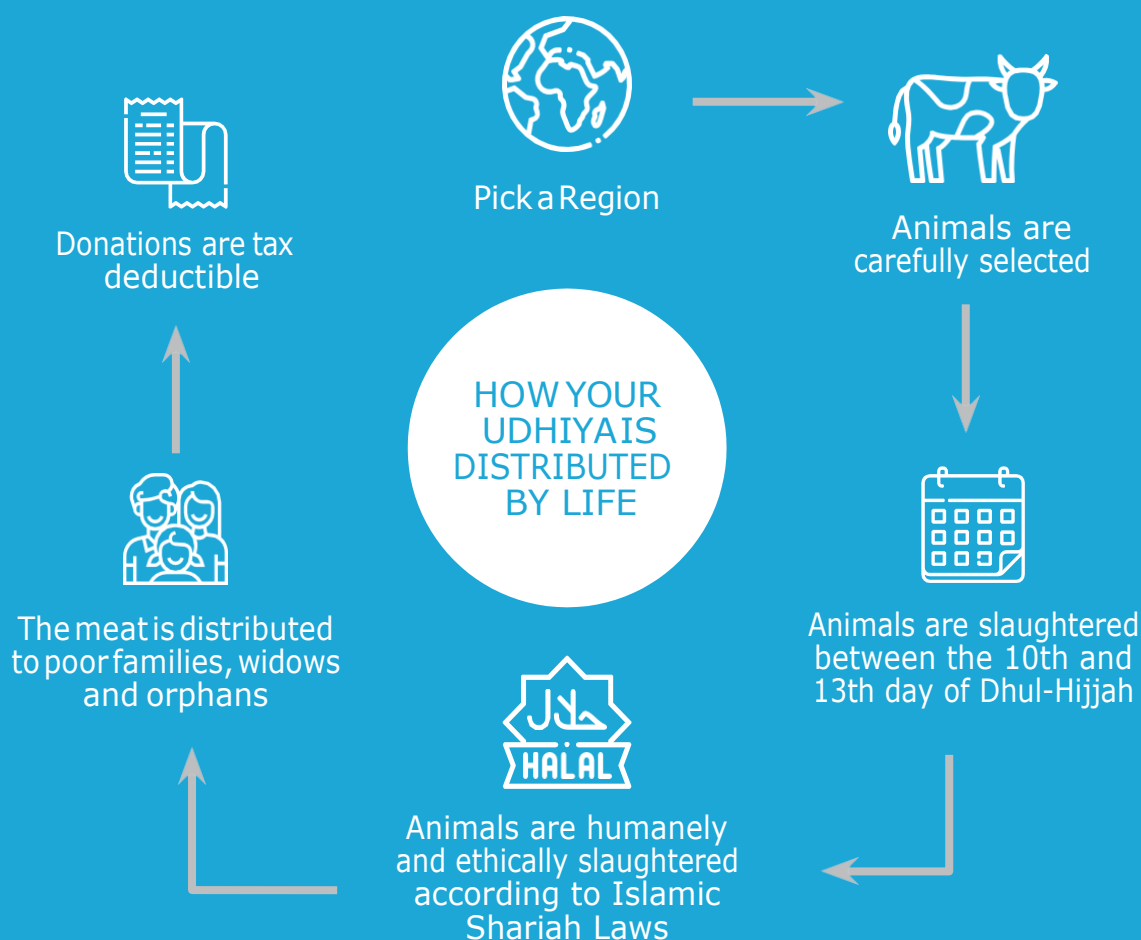 Pick a Region
Animals are
carefully selected
Animals are slaughtered
between the 10th and
13th day of Dhul-Hijjah
حلال
HALAL
Animals are humanely
and ethically slaughtered
according to Islamic
Shariah Laws
The meat is distributed
to poor families, widows
and orphans
Donations are tax
deductible
HOW YOUR
UDHIYA IS
DISTRIBUTED
BY LIFE